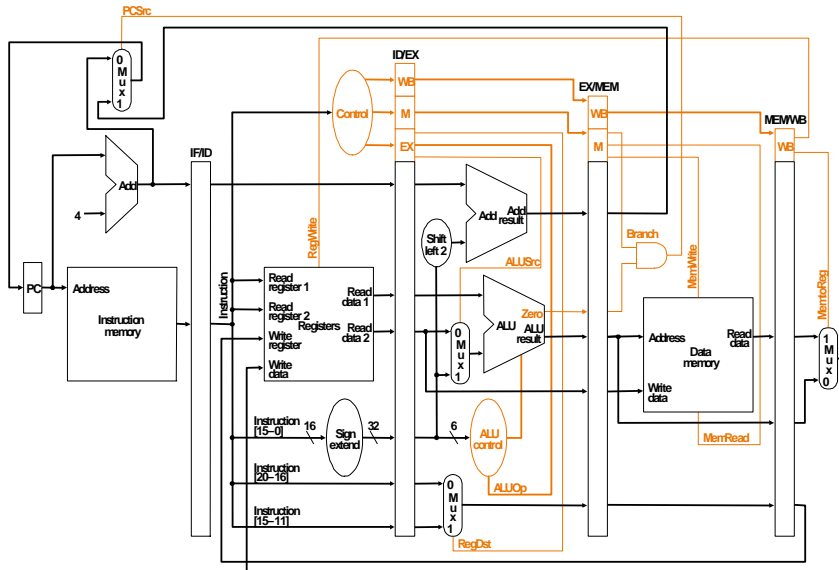 PCSrc
0
M
u
x
1
ID/EX
WB
EX/MEM
Control
M
WB
MEM/WB
EX
M
WB
IF/ID
Add
4
Add
Add
result
RegWrite
Shift
left 2
Branch
ALUSrc
MemWrite
MemtoReg
PC
Address
Instruction
memory
Instruction
Read
register 1
Read
register 2
Registers
Write
register
Write
data
Read
data 1
Read
data 2
0
M
u
x
1
Zero
ALU
ALU
result
Address
Read
data
Data
memory
Write
data
1
M
u
x
0
Instruction
[15–0]
16
Sign
extend
32
6
ALU
control
MemRead
Instruction
[20–16]
0
M
u
x
1
ALUOp
Instruction
[15–11]
RegDst